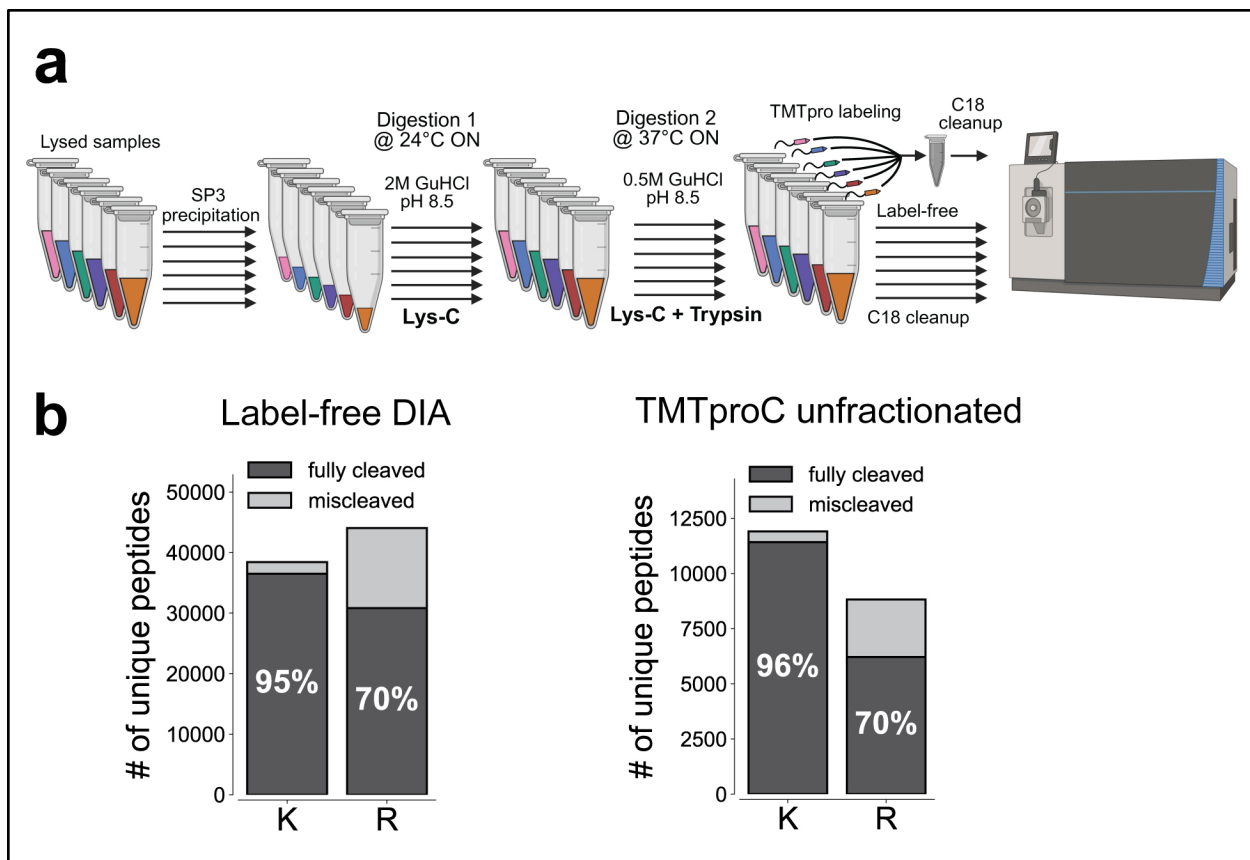 a
Lysed samples
SP3
precipitation
Digestion 1
@ 24°C ON
2M GuHCl
pH 8.5
Lys-C
Digestion 2
@ 37°C ON
0.5M GuHCl
pH 8.5
Lys-C + Trypsin
TMTpro labeling
C18
cleanup
Label-free
C18 cleanup
b
Label-free DIA
# of unique peptides
50000
40000
30000
20000
10000
0
fully cleaved
miscleaved
95%
70%
K
R
TMTproC unfractionated
# of unique peptides
12500
10000
7500
5000
2500
0
fully cleaved
miscleaved
96%
70%
K
R